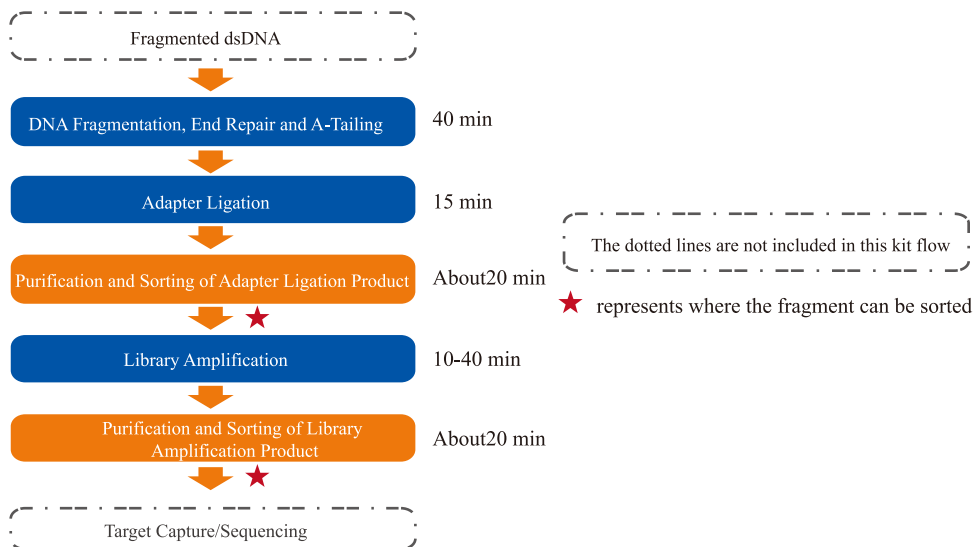 Fragmented dsDNA
DNA Fragmentation, End Repair and A-Tailing
40 min
Adapter Ligation
15 min
Purification and Sorting of Adapter Ligation Product
About20 min
Library Amplification
10-40 min
Purification and Sorting of Library
Amplification Product
About20 min
Target Capture/Sequencing
The dotted lines are not included in this kit flow
represents where the fragment can be sorted